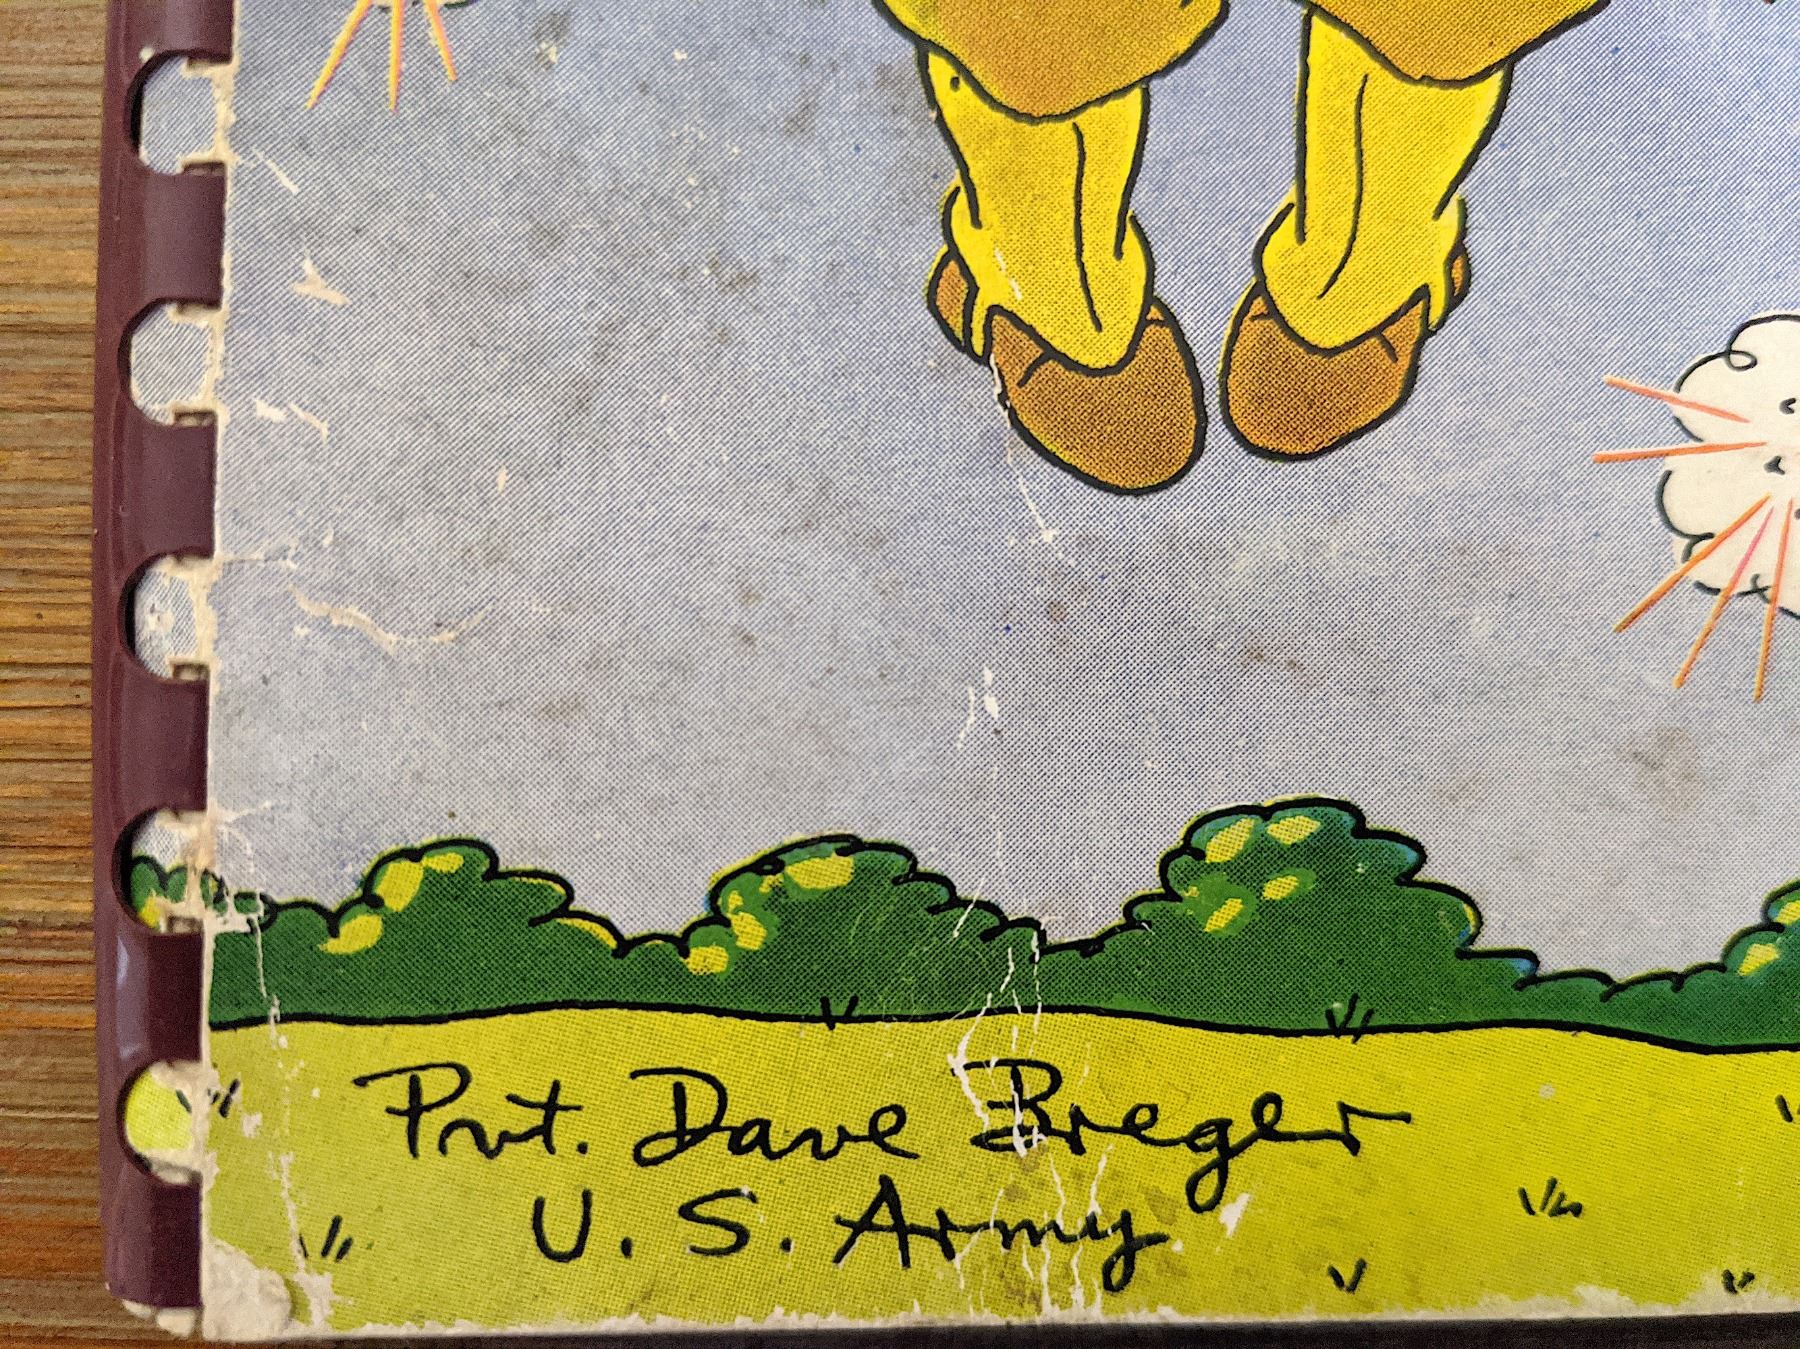 Pvt. Dave Breger
U. S. Army